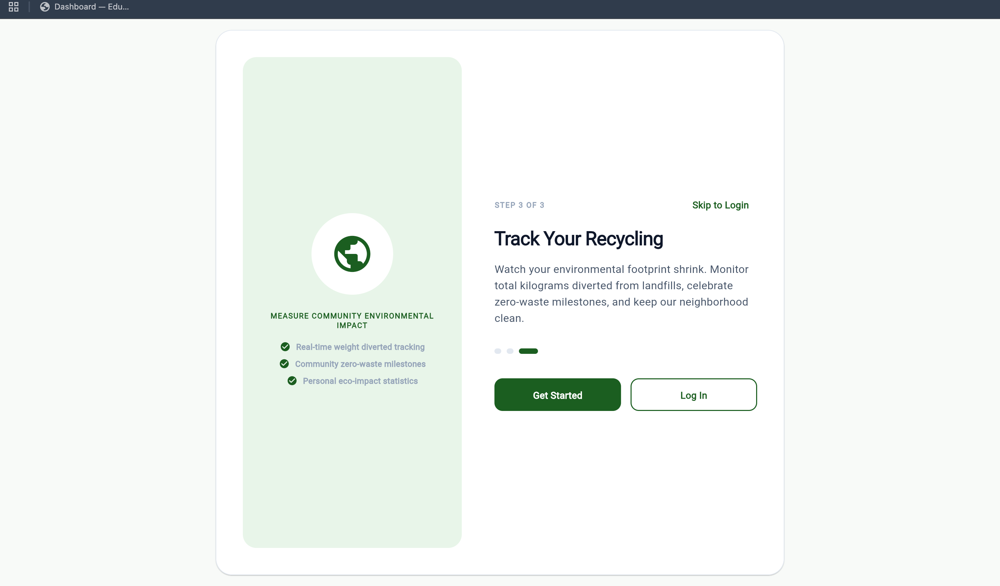 Dashboard — Edu...
MEASURE COMMUNITY ENVIRONMENTAL
IMPACT
Real-time weight diverted tracking
Community zero-waste milestones
Personal eco-impact statistics
STEP 3 OF 3
Skip to Login
Track Your Recycling
Watch your environmental footprint shrink. Monitor
total kilograms diverted from landfills, celebrate
zero-waste milestones, and keep our neighborhood
clean.
Get Started
Log In